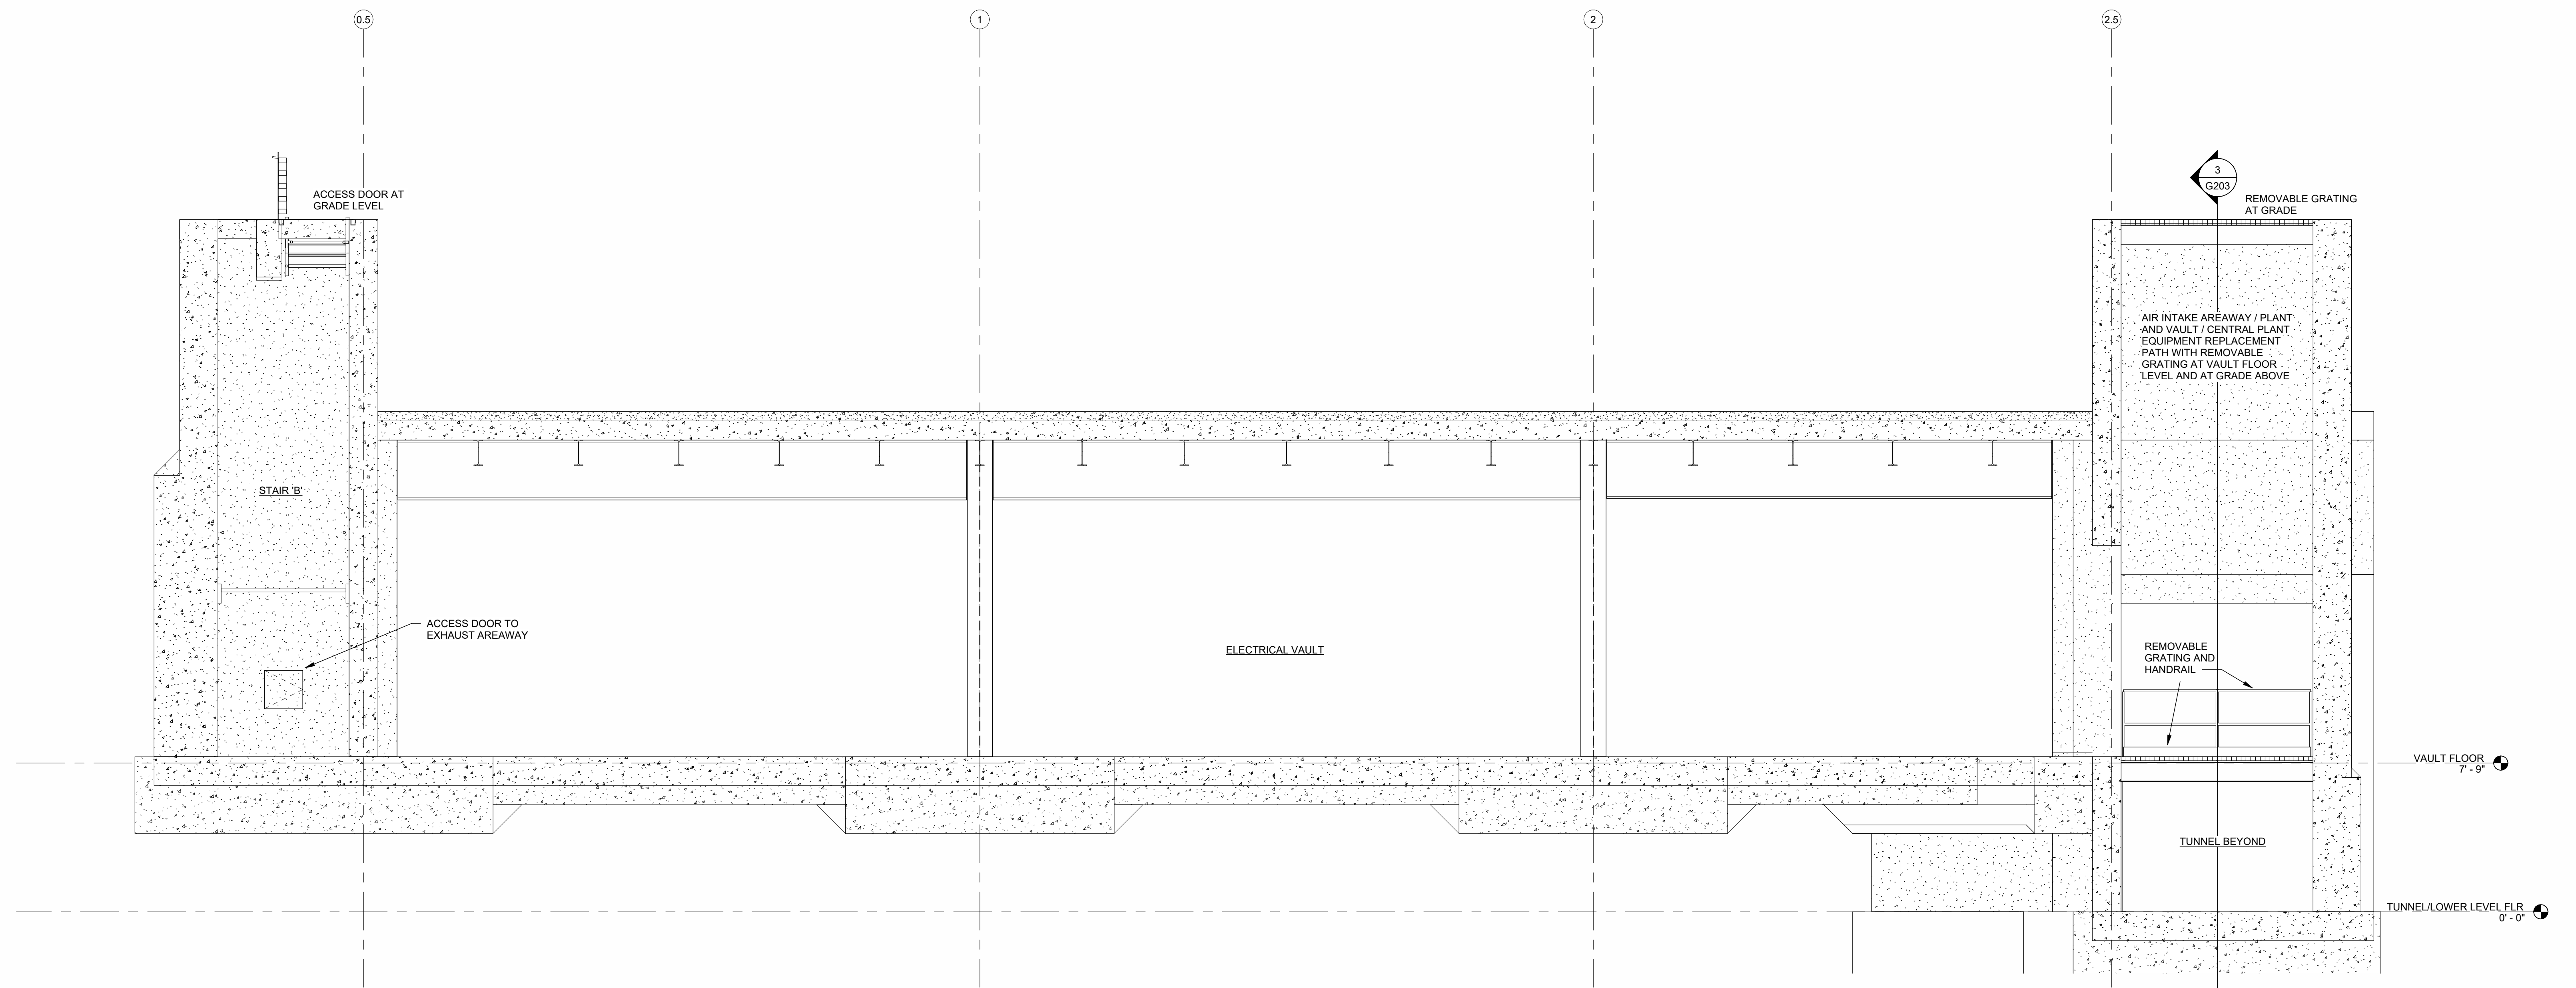 0.5
1
2
2.5
ACCESS DOOR AT
GRADE LEVEL
3
G203
REMOVABLE GRATING
AT GRADE
AIR INTAKE AREAWAY / PLANT
AND VAULT / CENTRAL PLANT
EQUIPMENT REPLACEMENT
PATH WITH REMOVABLE
GRATING AT VAULT FLOOR
LEVEL AND AT GRADE ABOVE
STAIR 'B'
ACCESS DOOR TO
EXHAUST AREAWAY
ELECTRICAL VAULT
REMOVABLE
GRATING AND
HANDRAIL
VAULT FLOOR
7' - 9"
TUNNEL BEYOND
TUNNEL/LOWER LEVEL FLR
0' - 0"